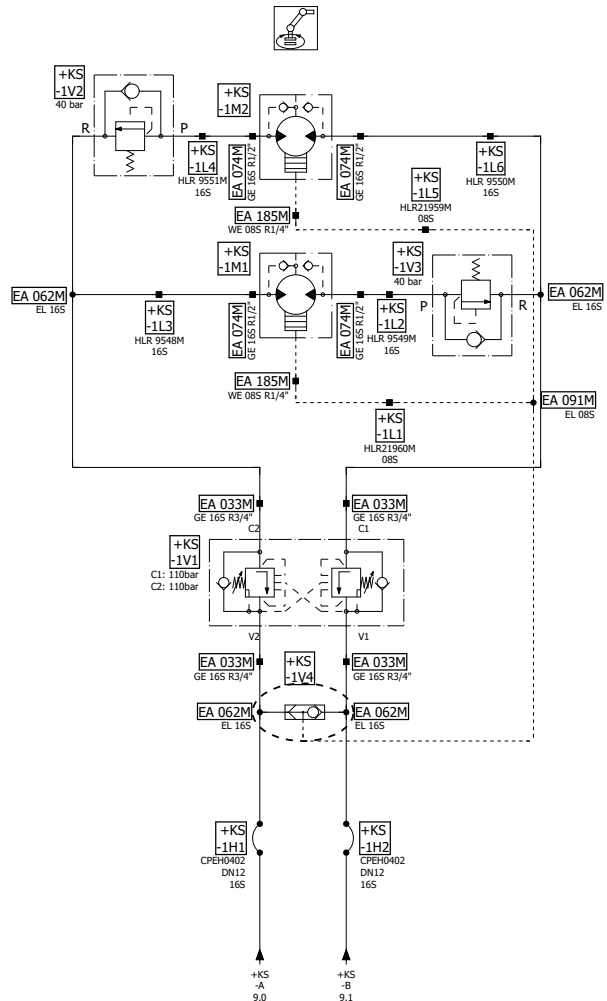 +KS
-1V2
40 bar
R
P
+KS
-1L4
HLR 9551M
16S
+KS
-1M2
EA 074M
GE 16S R1/2"
EA 074M
GE 16S R1/2"
+KS
-1L6
HLR 9550M
16S
+KS
-1L5
HLR21959M
08S
EA 185M
WE 08S R1/4"
+KS
-1M1
+KS
-1V3
40 bar
P
R
EA 062M
EL 16S
EA 062M
EL 16S
+KS
-1L3
HLR 9548M
16S
EA 074M
GE 16S R1/2"
EA 074M
GE 16S R1/2"
+KS
-1L2
HLR 9549M
16S
EA 185M
WE 08S R1/4"
EA 091M
EL 08S
+KS
-1L1
HLR21960M
08S
EA 033M
GE 16S R3/4"
C2
EA 033M
GE 16S R3/4"
C1
+KS
-1V1
C1: 110bar
C2: 110bar
V2
V1
EA 033M
GE 16S R3/4"
+KS
-1V4
EA 033M
GE 16S R3/4"
EA 062M
EL 16S
EA 062M
EL 16S
+KS
-1H1
CPEH0402
DN12
16S
+KS
-1H2
CPEH0402
DN12
16S
+KS
-A
9.0
+KS
-B
9.1